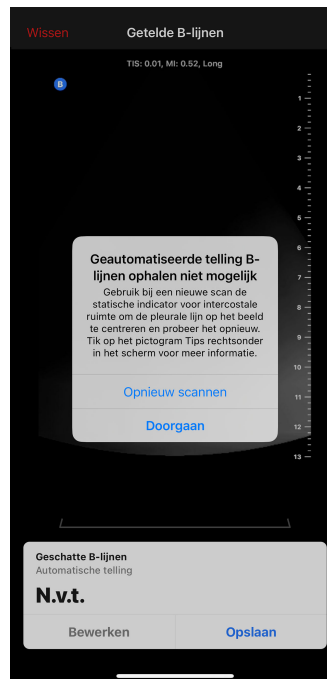 Wissen
Getelde B-lijnen
TIS: 0.01, MI: 0.52, Long
B
1
2
3
4
5
6
7
8
9
10
11
12
13
Geautomatiseerde telling B-
lijnen ophalen niet mogelijk
Gebruik bij een nieuwe scan de
statische indicator voor intercostale
ruimte om de pleurale lijn op het beeld
te centreren en probeer het opnieuw.
Tik op het pictogram Tips rechtsonder
in het scherm voor meer informatie.
Opnieuw scannen
Doorgaan
Geschatte B-lijnen
Automatische telling
N.v.t.
Bewerken
Opslaan